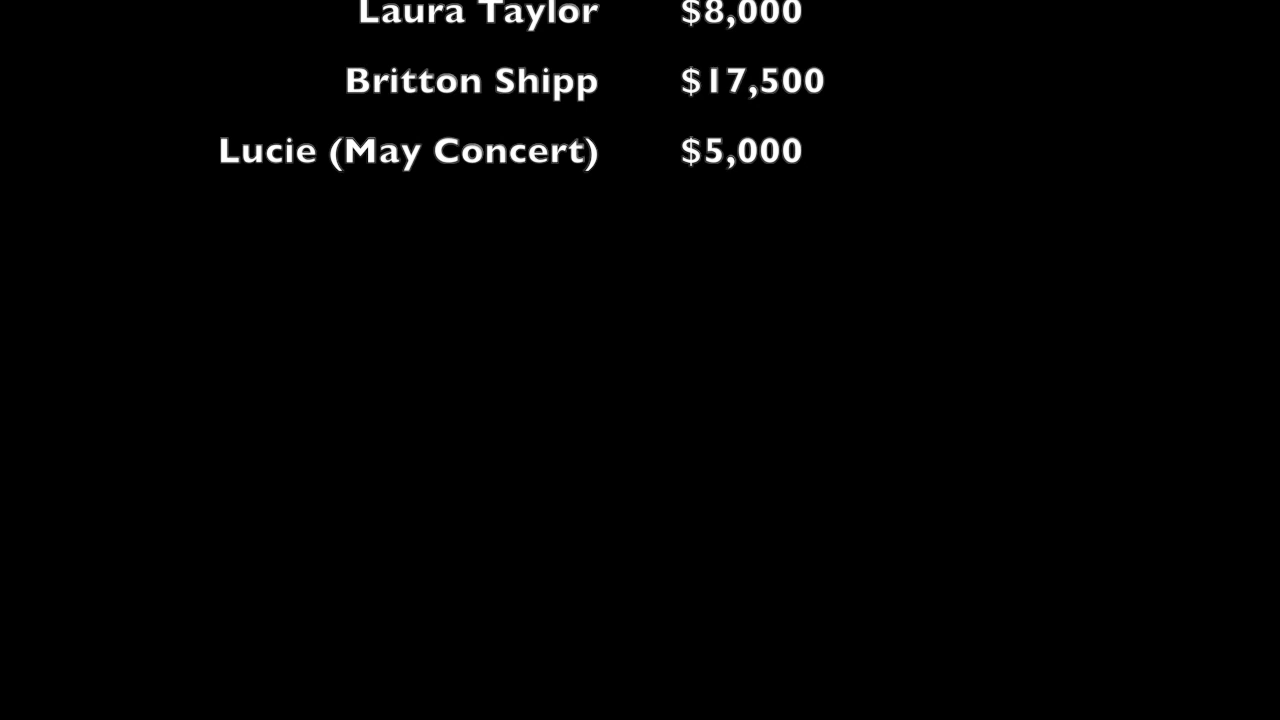 Laura Taylor $8,000
Britton Shipp $17,500
Lucie (May Concert) $5,000